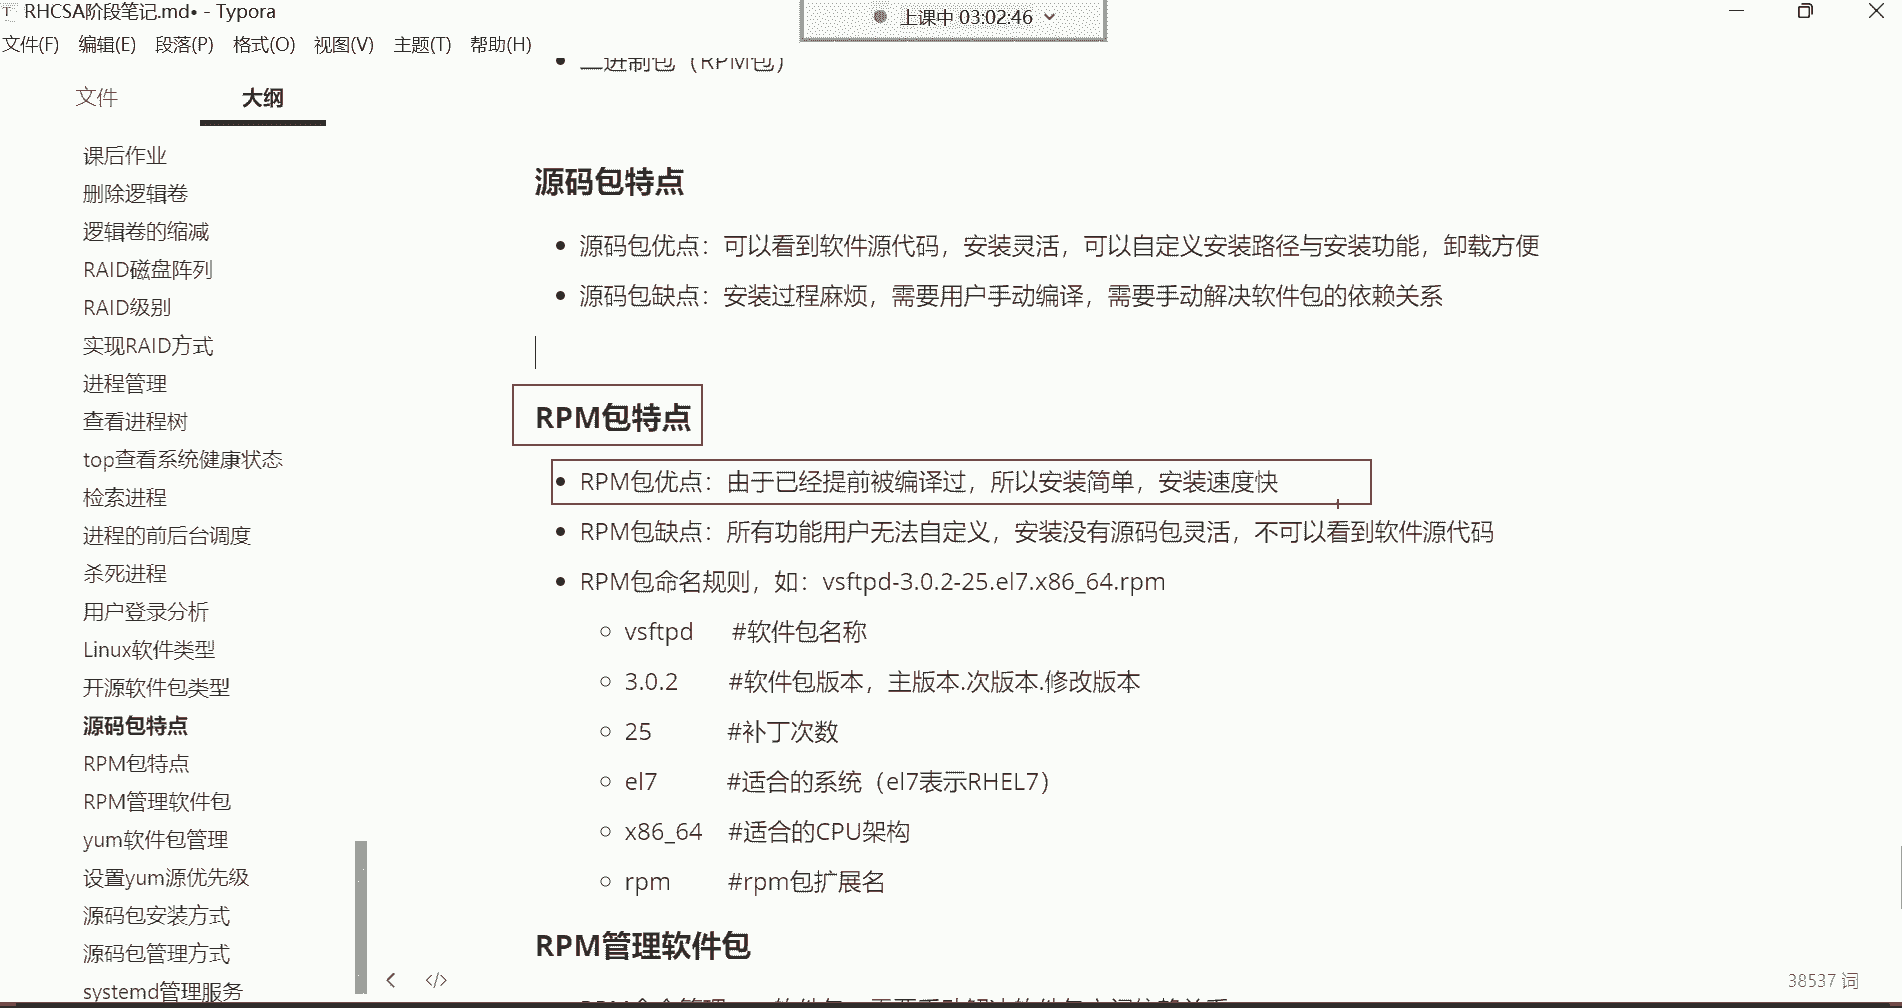 RHCSA阶段笔记.md• - Typora
上课中 03:02:46
文件(F) 编辑(E) 段落(P) 格式(O) 视图(V) 主题(T) 帮助(H)
文件 大纲
课后作业
删除逻辑卷
逻辑卷的缩减
RAID磁盘阵列
RAID级别
实现RAID方式
进程管理
查看进程树
top查看系统健康状态
检索进程
进程的前后台调度
杀死进程
用户登录分析
Linux软件类型
开源软件包类型
源码包特点
RPM包特点
RPM管理软件包
yum软件包管理
设置yum源优先级
源码包安装方式
源码包管理方式
systemd管理服务
二进制包（RPM包）
源码包特点
源码包优点：可以看到软件源代码，安装灵活，可以自定义安装路径与安装功能，卸载方便
源码包缺点：安装过程麻烦，需要用户手动编译，需要手动解决软件包的依赖关系
RPM包特点
RPM包优点：由于已经提前被编译过，所以安装简单，安装速度快
RPM包缺点：所有功能用户无法自定义，安装没有源码包灵活，不可以看到软件源代码
RPM包命名规则，如：vsftpd-3.0.2-25.el7.x86_64.rpm
vsftpd #软件包名称
3.0.2 #软件包版本，主版本.次版本.修改版本
25 #补丁次数
el7 #适合的系统（el7表示RHEL7）
x86_64 #适合的CPU架构
rpm #rpm包扩展名
RPM管理软件包
</> 38537 词